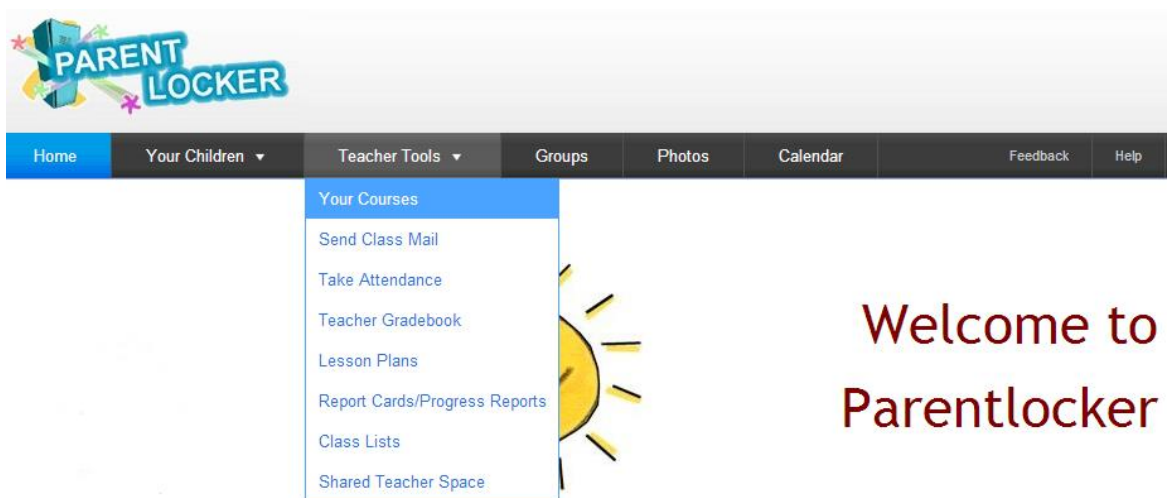 PARENT
LOCKER
Home Your Children Teacher Tools Groups Photos Calendar Feedback Help
Your Courses
Send Class Mail
Take Attendance
Teacher Gradebook
Lesson Plans
Report Cards/Progress Reports
Class Lists
Shared Teacher Space
Welcome to
Parentlocker